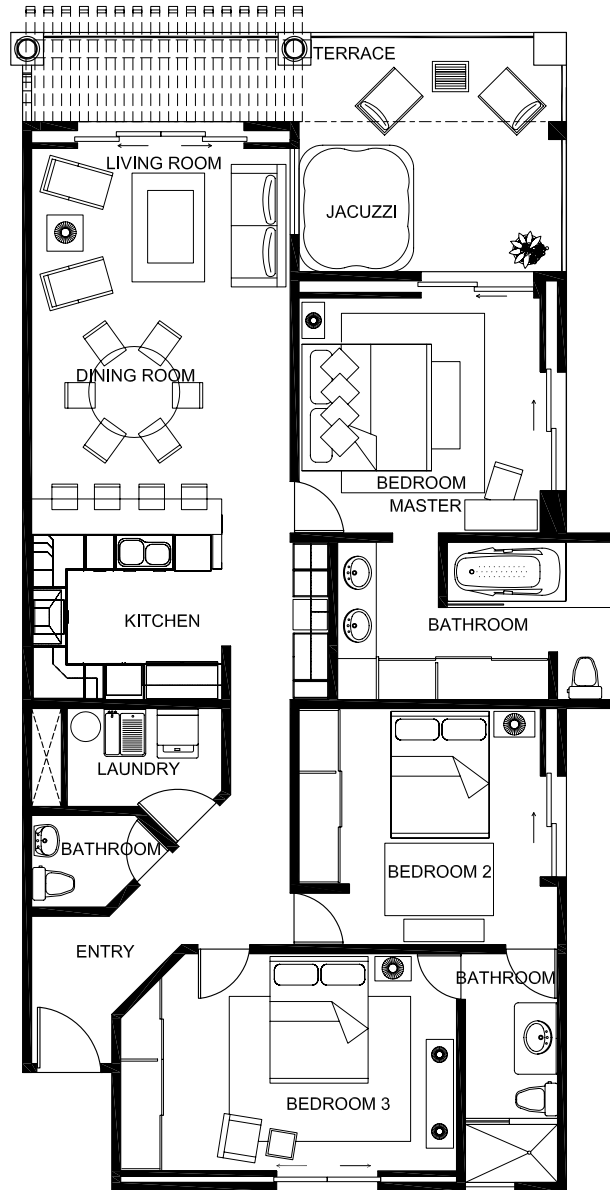 TERRACE
LIVING ROOM
JACUZZI
DINING ROOM
BEDROOM
MASTER
KITCHEN
BATHROOM
LAUNDRY
BATHROOM
BEDROOM 2
ENTRY
BATHROOM
BEDROOM 3